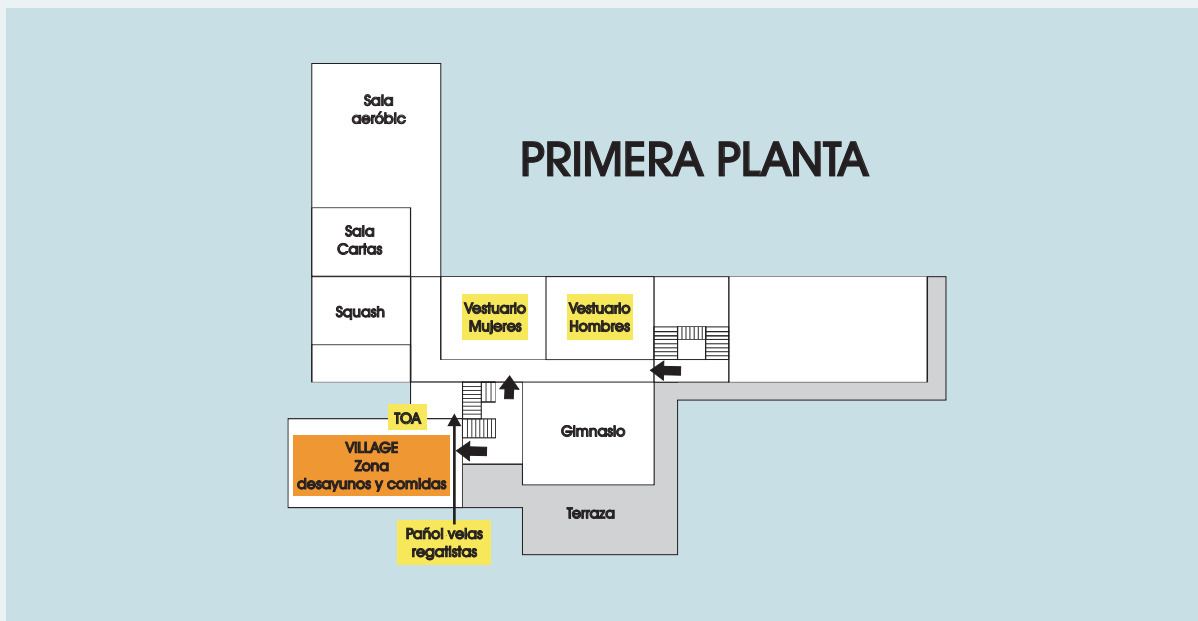 Sala
aeróbic
PRIMERA PLANTA
Sala
Cartas
Squash
Vestuario
Mujeres
Vestuario
Hombres
TOA
Gimnasio
VILLAGE
Zona
desayunos y comidas
Terraza
Pañol velas
regatistas